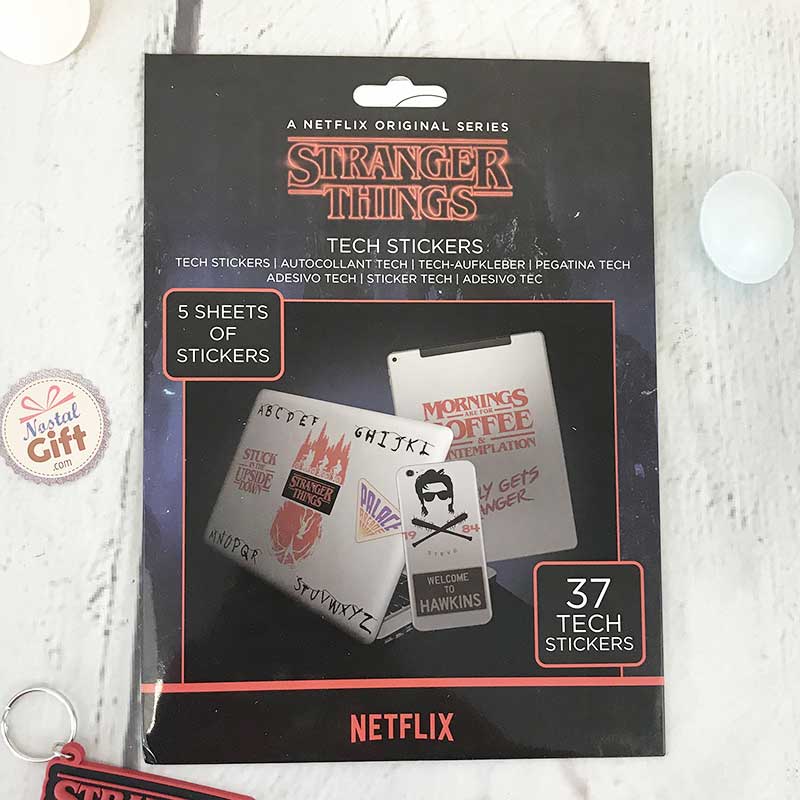 A NETFLIX ORIGINAL SERIES
STRANGER
THINGS
TECH STICKERS
TECH STICKERS | AUTOCOLLANT TECH | TECH-AUFKLEBER | PEGATINA TECH
ADESIVO TECH | STICKER TECH | ADESIVO TEC
5 SHEETS
OF
STICKERS
MORNINGS
ARE FOR
COFFEE
&
CONTEMPLATION
GETS
ABCDEF
GHIJKL
STUCK
IN THE
UPSIDE
DOWN
STRANGER
THINGS
PALACE
ARCADE
MNOPQR
STUVWXYZ
19 84
STEVE
WELCOME
TO
HAWKINS
37
TECH
STICKERS
NETFLIX
Nostal
Gift
.com